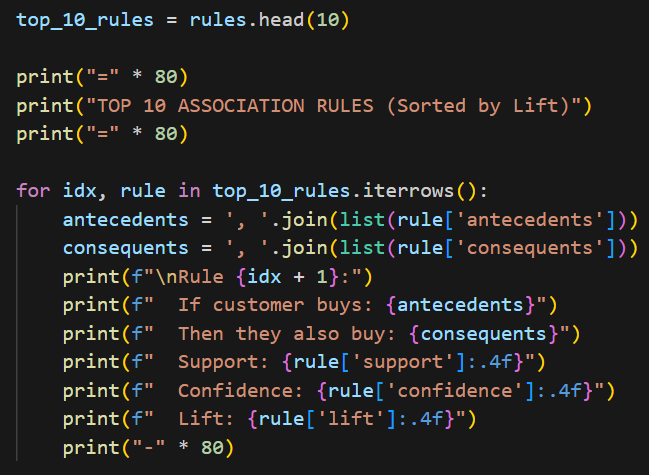 top_10_rules = rules.head(10)
print("=" * 80)
print("TOP 10 ASSOCIATION RULES (Sorted by Lift)")
print("=" * 80)
for idx, rule in top_10_rules.iterrows():
    antecedents = ', '.join(list(rule['antecedents']))
    consequents = ', '.join(list(rule['consequents']))
    print(f"\nRule {idx + 1}:")
    print(f"  If customer buys: {antecedents}")
    print(f"  Then they also buy: {consequents}")
    print(f"  Support: {rule['support']:.4f}")
    print(f"  Confidence: {rule['confidence']:.4f}")
    print(f"  Lift: {rule['lift']:.4f}")
    print("-" * 80)